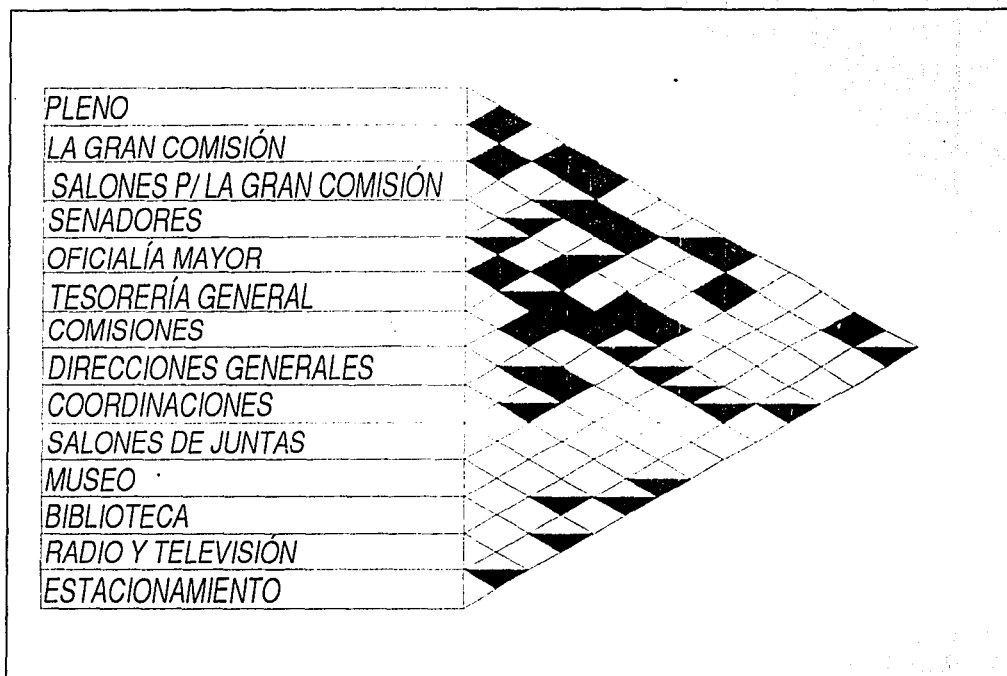 PLENO
LA GRAN COMISIÓN
SALONES P/ LA GRAN COMISIÓN
SENADORES
OFICIALÍA MAYOR
TESORERÍA GENERAL
COMISIONES
DIRECCIONES GENERALES
COORDINACIONES
SALONES DE JUNTAS
MUSEO
BIBLIOTECA
RADIO Y TELEVISIÓN
ESTACIONAMIENTO